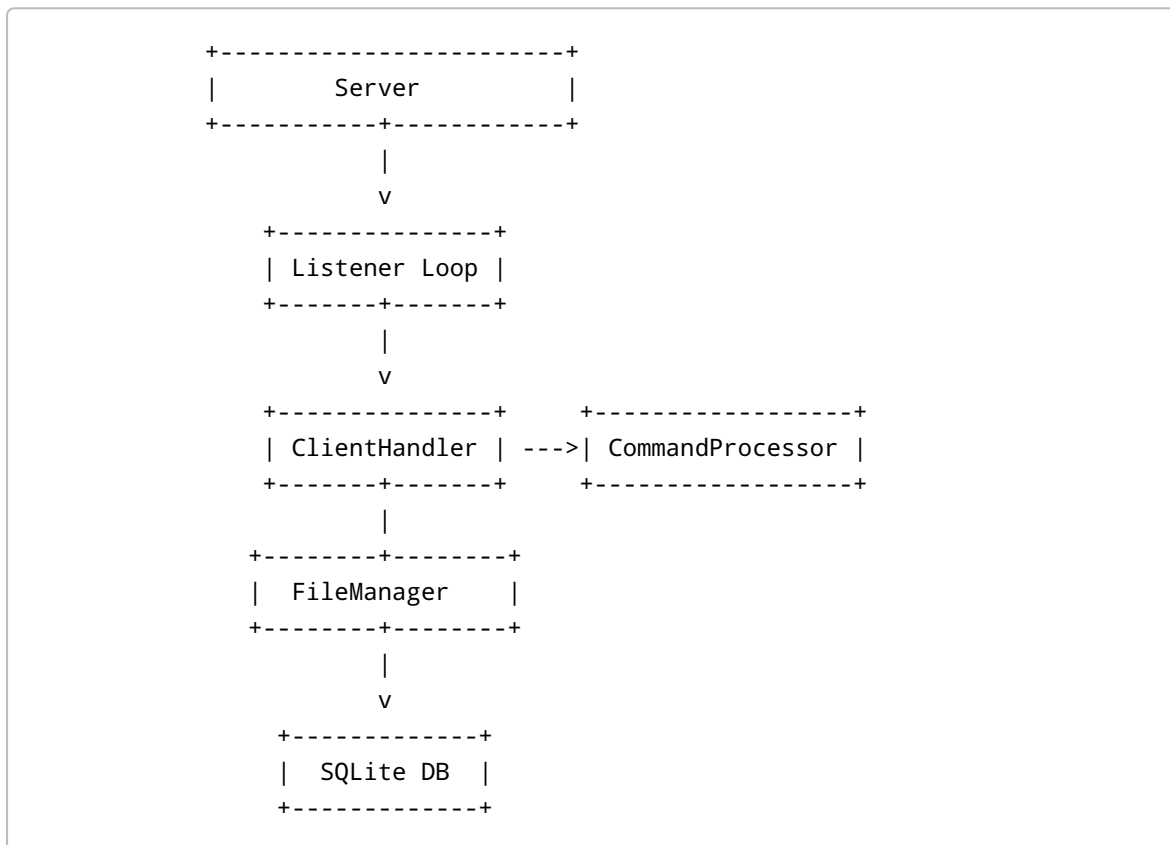 +------------------------+
|        Server          |
+-----------+------------+
            |
            v
    +---------------+
    | Listener Loop |
    +-------+-------+
            |
            v
    +---------------+     +------------------+
    | ClientHandler | --->| CommandProcessor |
    +-------+-------+     +------------------+
            |
   +--------+--------+
   |  FileManager    |
   +--------+--------+
            |
            v
     +-------------+
     |  SQLite DB  |
     +-------------+